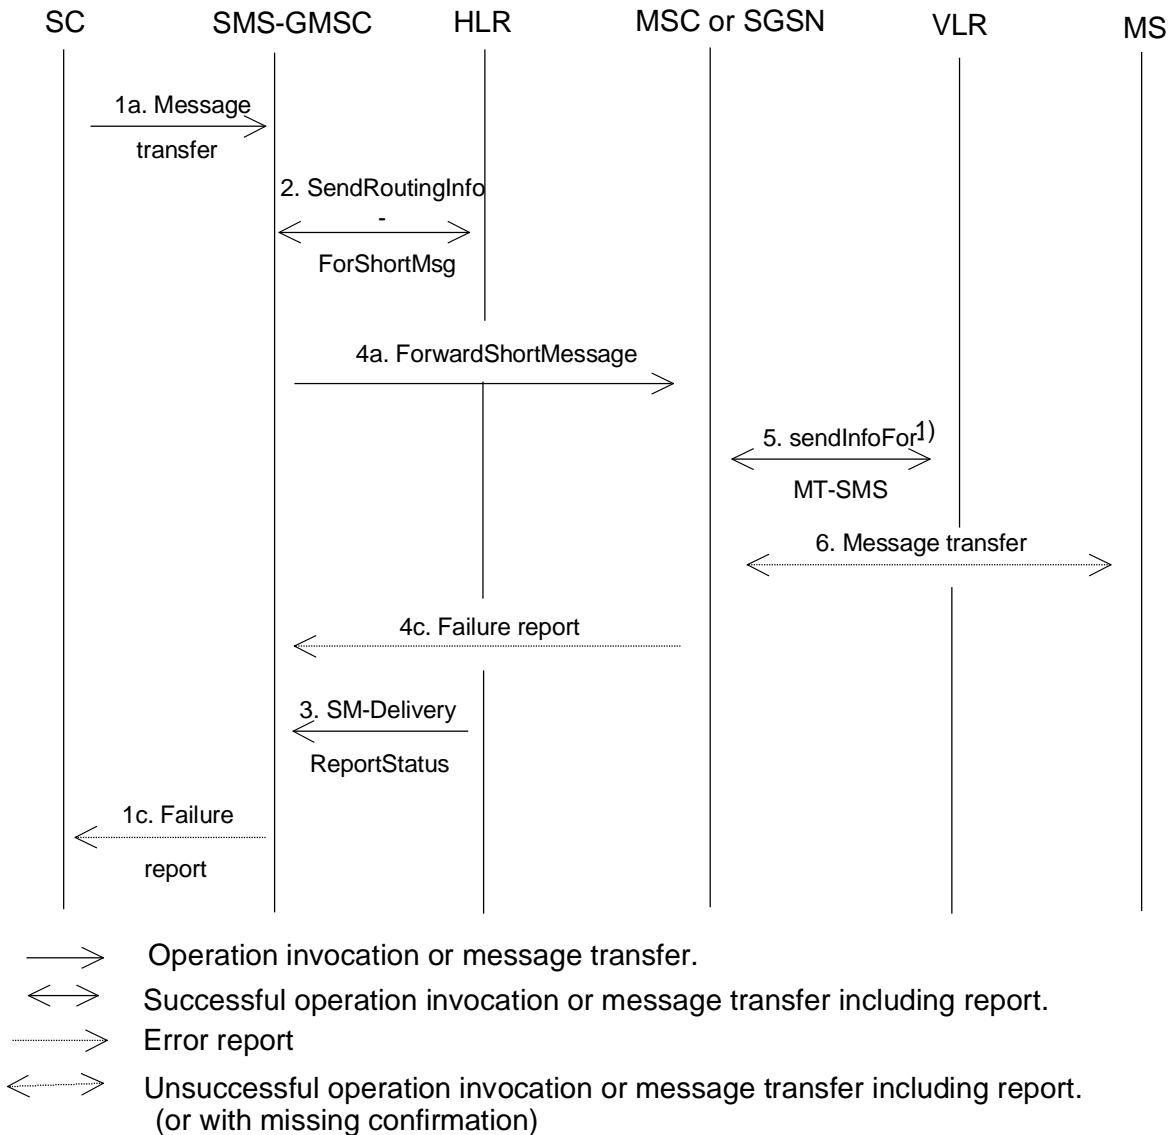 SC SMS-GMSC HLR MSC or SGSN VLR MS
1a. Message
transfer
2. SendRoutingInfo
-
ForShortMsg
4a. ForwardShortMessage
5. sendInfoFor- 1)
MT-SMS
6. Message transfer
4c. Failure report
3. SM-Delivery
ReportStatus
1c. Failure
report
Operation invocation or message transfer.
Successful operation invocation or message transfer including report.
Error report
Unsuccessful operation invocation or message transfer including report.
(or with missing confirmation)